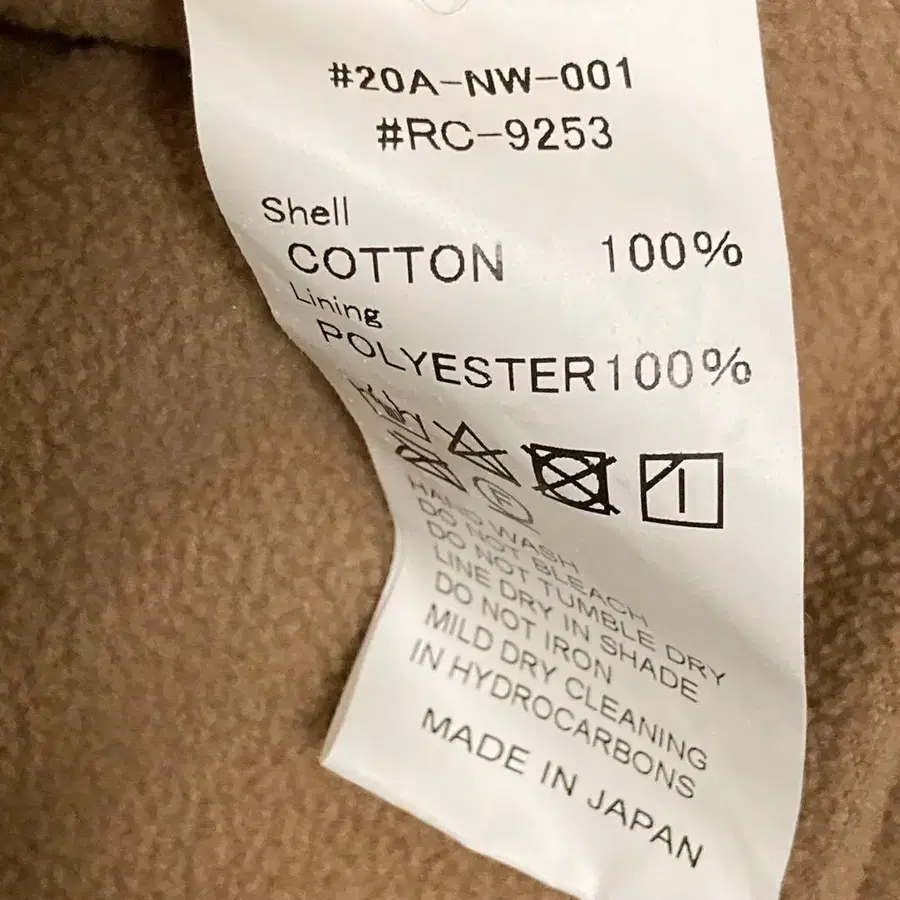 #20A-NW-001
#RC-9253
Shell
COTTON 100%
Lining
POLYESTER100%
F
HAND WASH
DO NOT BLEACH
DO NOT TUMBLE DRY
LINE DRY IN SHADE
DO NOT IRON
MILD DRY CLEANING
IN HYDROCARBONS
MADE IN JAPAN